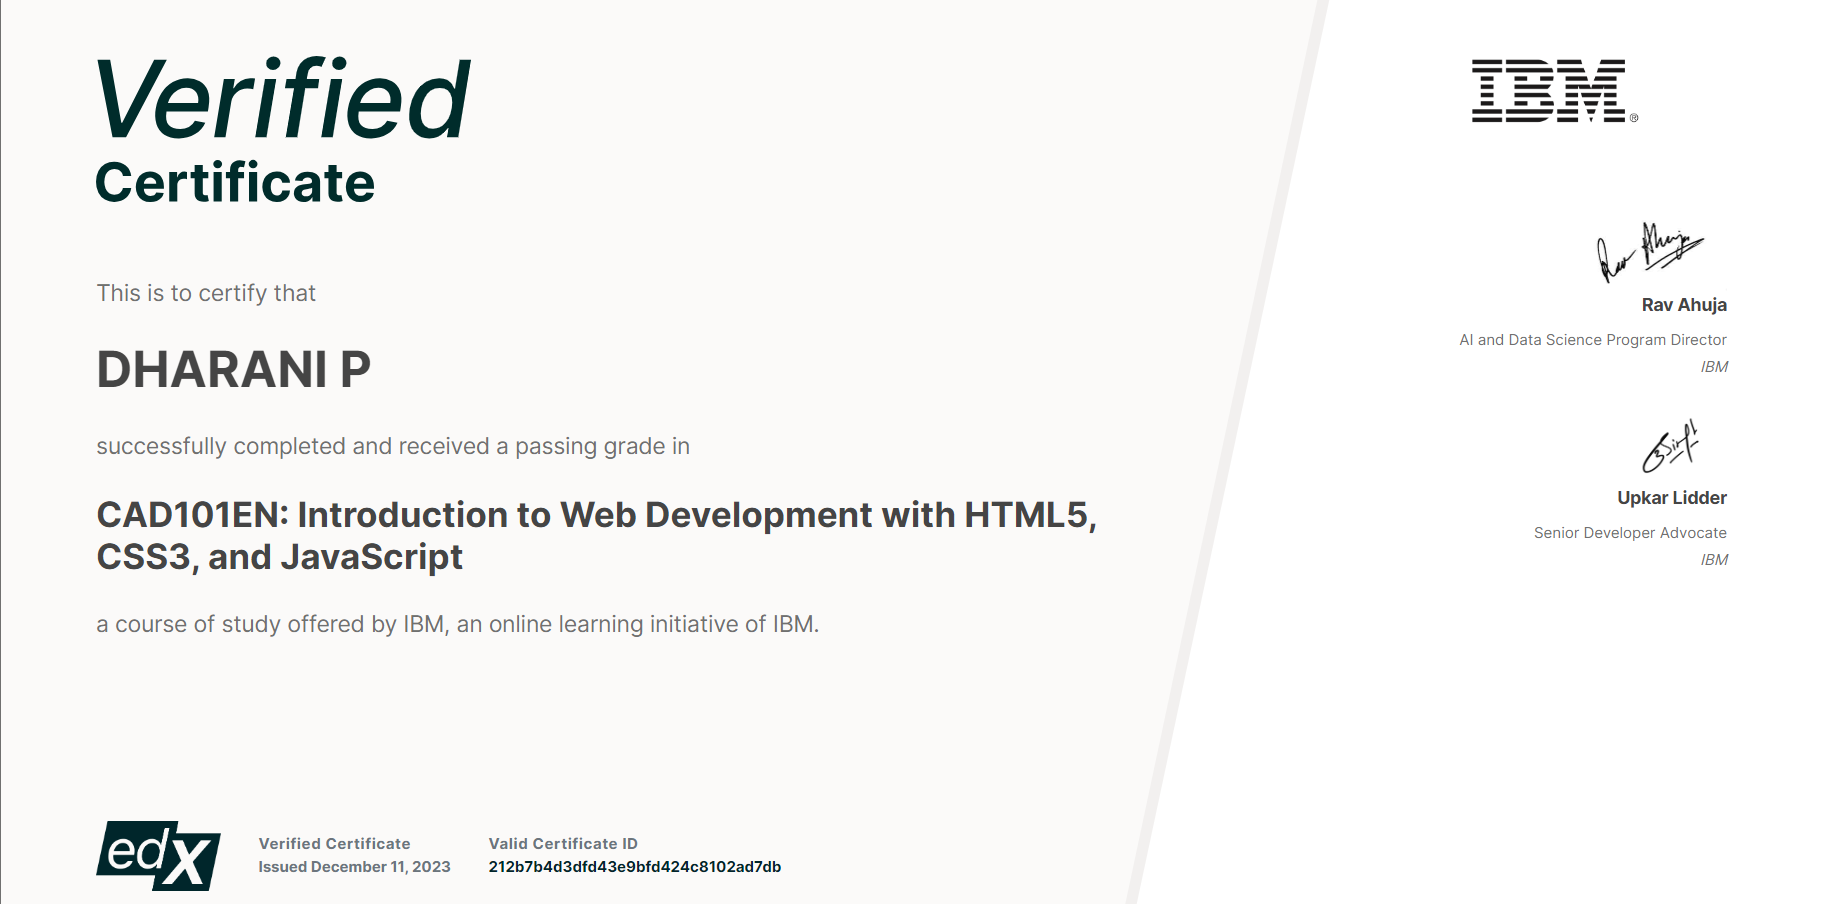 Verified
Certificate
This is to certify that
DHARANI P
successfully completed and received a passing grade in
CAD101EN: Introduction to Web Development with HTML5,
CSS3, and JavaScript
a course of study offered by IBM, an online learning initiative of IBM.
edX
Verified Certificate
Issued December 11, 2023
Valid Certificate ID
212b7b4d3dfd43e9bfd424c8102ad7db
IBM®
Rav Ahuja
Rav Ahuja
AI and Data Science Program Director
IBM
Upkar Lidder
Senior Developer Advocate
IBM